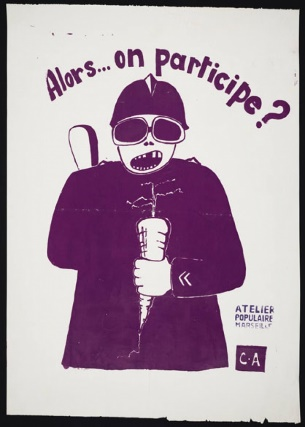 Alors... on participe?
ATELIER
POPULAIRE
MARSEILLE
C·A